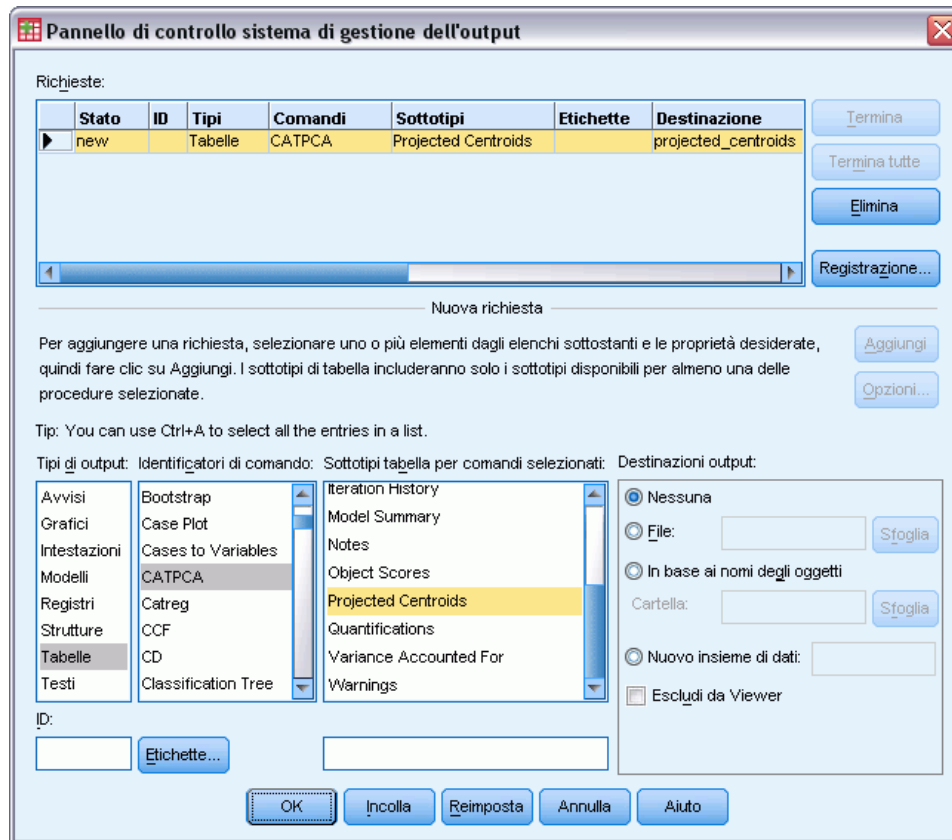 Pannello di controllo sistema di gestione dell'output
Richieste:
Stato ID Tipi Comandi Sottotipi Etichette Destinazione
new Tabelle CATPCA Projected Centroids projected_centroids
Termina
Termina tutte
Elimina
Registrazione...
Nuova richiesta
Per aggiungere una richiesta, selezionare uno o più elementi dagli elenchi sottostanti e le proprietà desiderate,
quindi fare clic su Aggiungi. I sottotipi di tabella includeranno solo i sottotipi disponibili per almeno una delle
procedure selezionate.
Aggiungi
Opzioni...
Tip: You can use Ctrl+A to select all the entries in a list.
Tipi di output:
Avvisi
Grafici
Intestazioni
Modelli
Registri
Strutture
Tabelle
Testi
Identificatori di comando:
Bootstrap
Case Plot
Cases to Variables
CATPCA
Catreg
CCF
CD
Classification Tree
Sottotipi tabella per comandi selezionati:
Iteration History
Model Summary
Notes
Object Scores
Projected Centroids
Quantifications
Variance Accounted For
Warnings
Destinazioni output:
Nessuna
File:
Sfoglia
In base ai nomi degli oggetti
Cartella:
Sfoglia
Nuovo insieme di dati:
Escludi da Viewer
ID:
Etichette...
OK
Incolla
Reimposta
Annulla
Aiuto